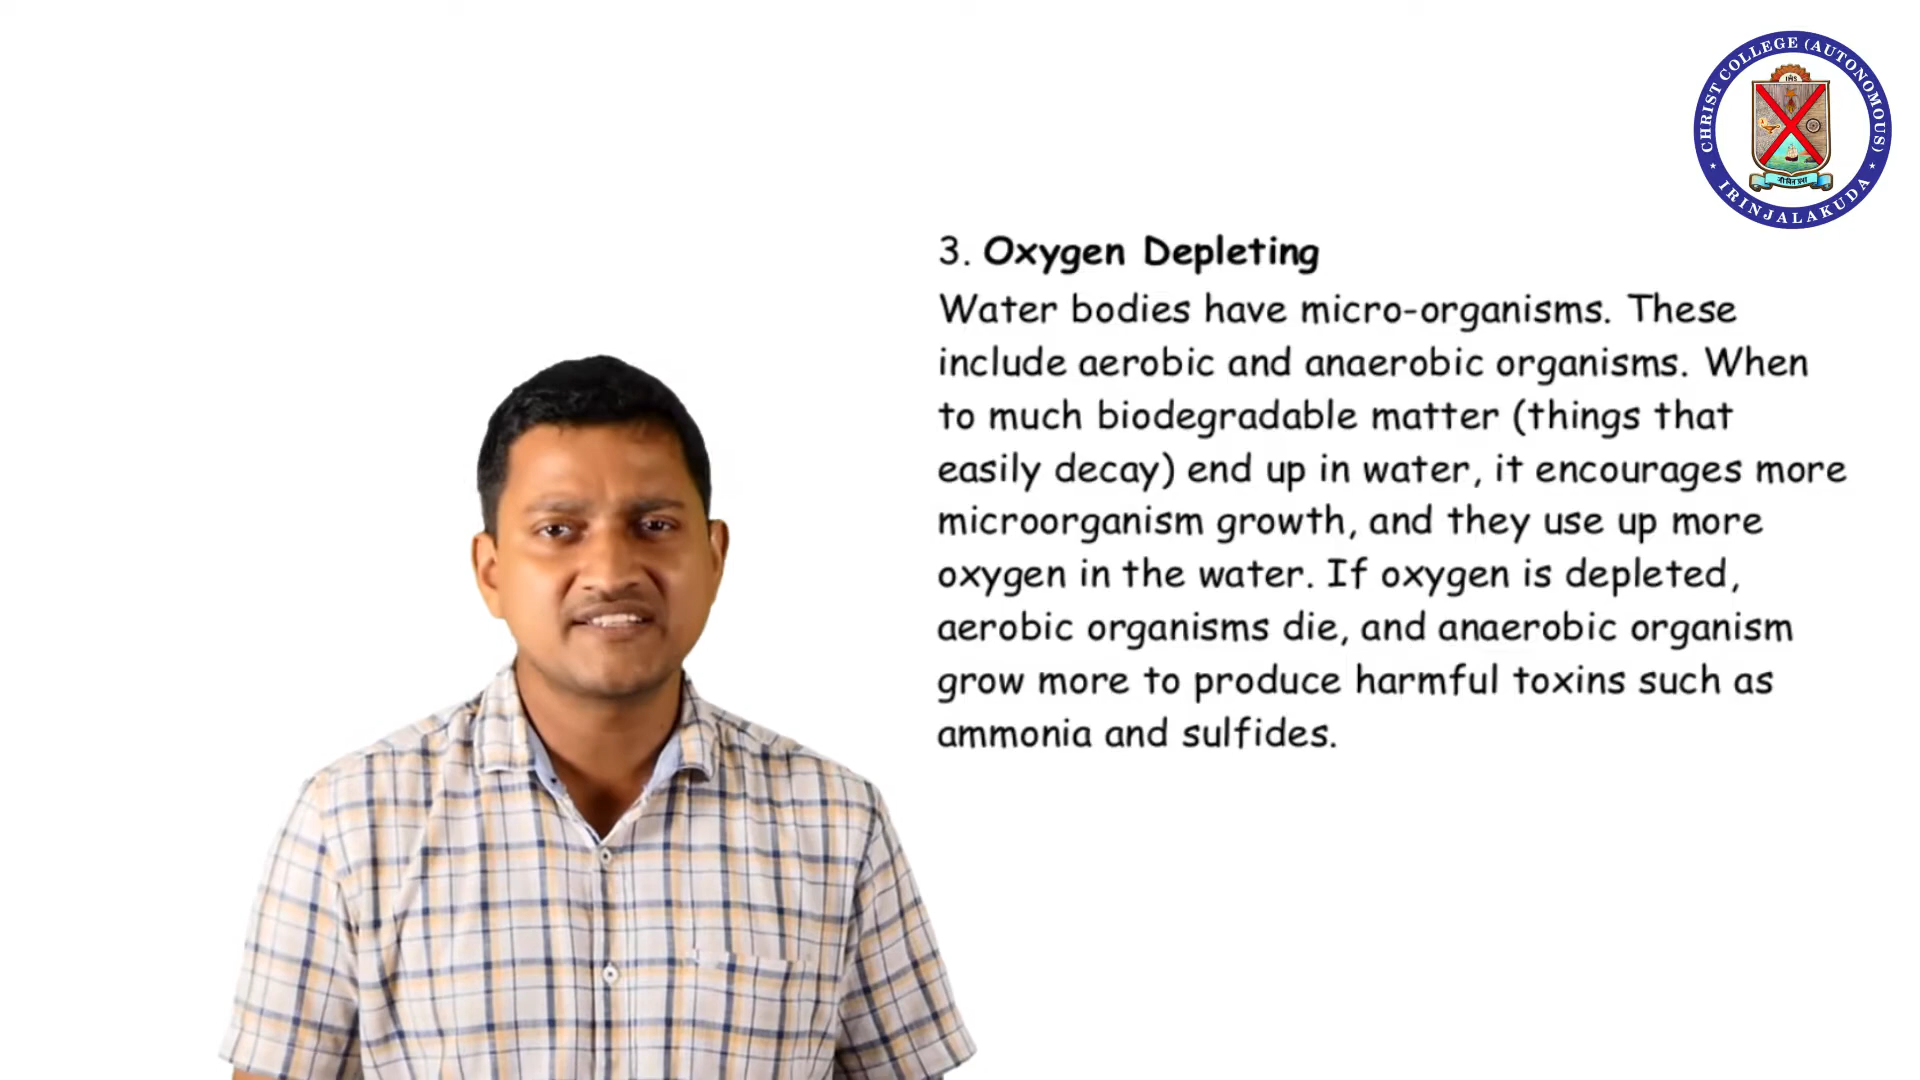 CHRIST COLLEGE (AUTONOMOUS)
IHS
IRINJALAKUDA
3. Oxygen Depleting
Water bodies have micro-organisms. These
include aerobic and anaerobic organisms. When
to much biodegradable matter (things that
easily decay) end up in water, it encourages more
microorganism growth, and they use up more
oxygen in the water. If oxygen is depleted,
aerobic organisms die, and anaerobic organism
grow more to produce harmful toxins such as
ammonia and sulfides.